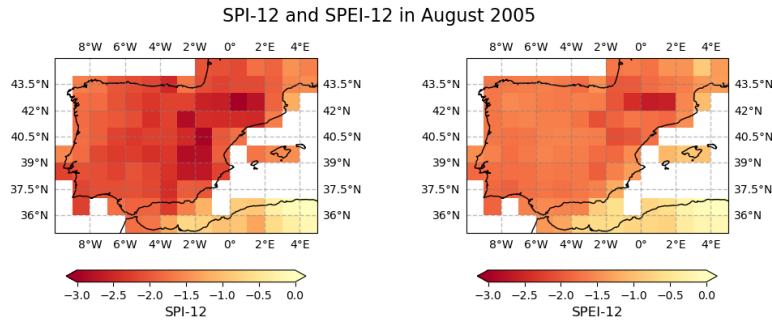 SPI-12 and SPEI-12 in August 2005
8°W 6°W 4°W 2°W 0° 2°E 4°E
8°W 6°W 4°W 2°W 0° 2°E 4°E
43.5°N 43.5°N 43.5°N 43.5°N
42°N 42°N 42°N 42°N
40.5°N 40.5°N 40.5°N 40.5°N
39°N 39°N 39°N 39°N
37.5°N 37.5°N 37.5°N 37.5°N
36°N 36°N 36°N 36°N
8°W 6°W 4°W 2°W 0° 2°E 4°E
8°W 6°W 4°W 2°W 0° 2°E 4°E
−3.0 −2.5 −2.0 −1.5 −1.0 −0.5 0.0
SPI-12
−3.0 −2.5 −2.0 −1.5 −1.0 −0.5 0.0
SPEI-12